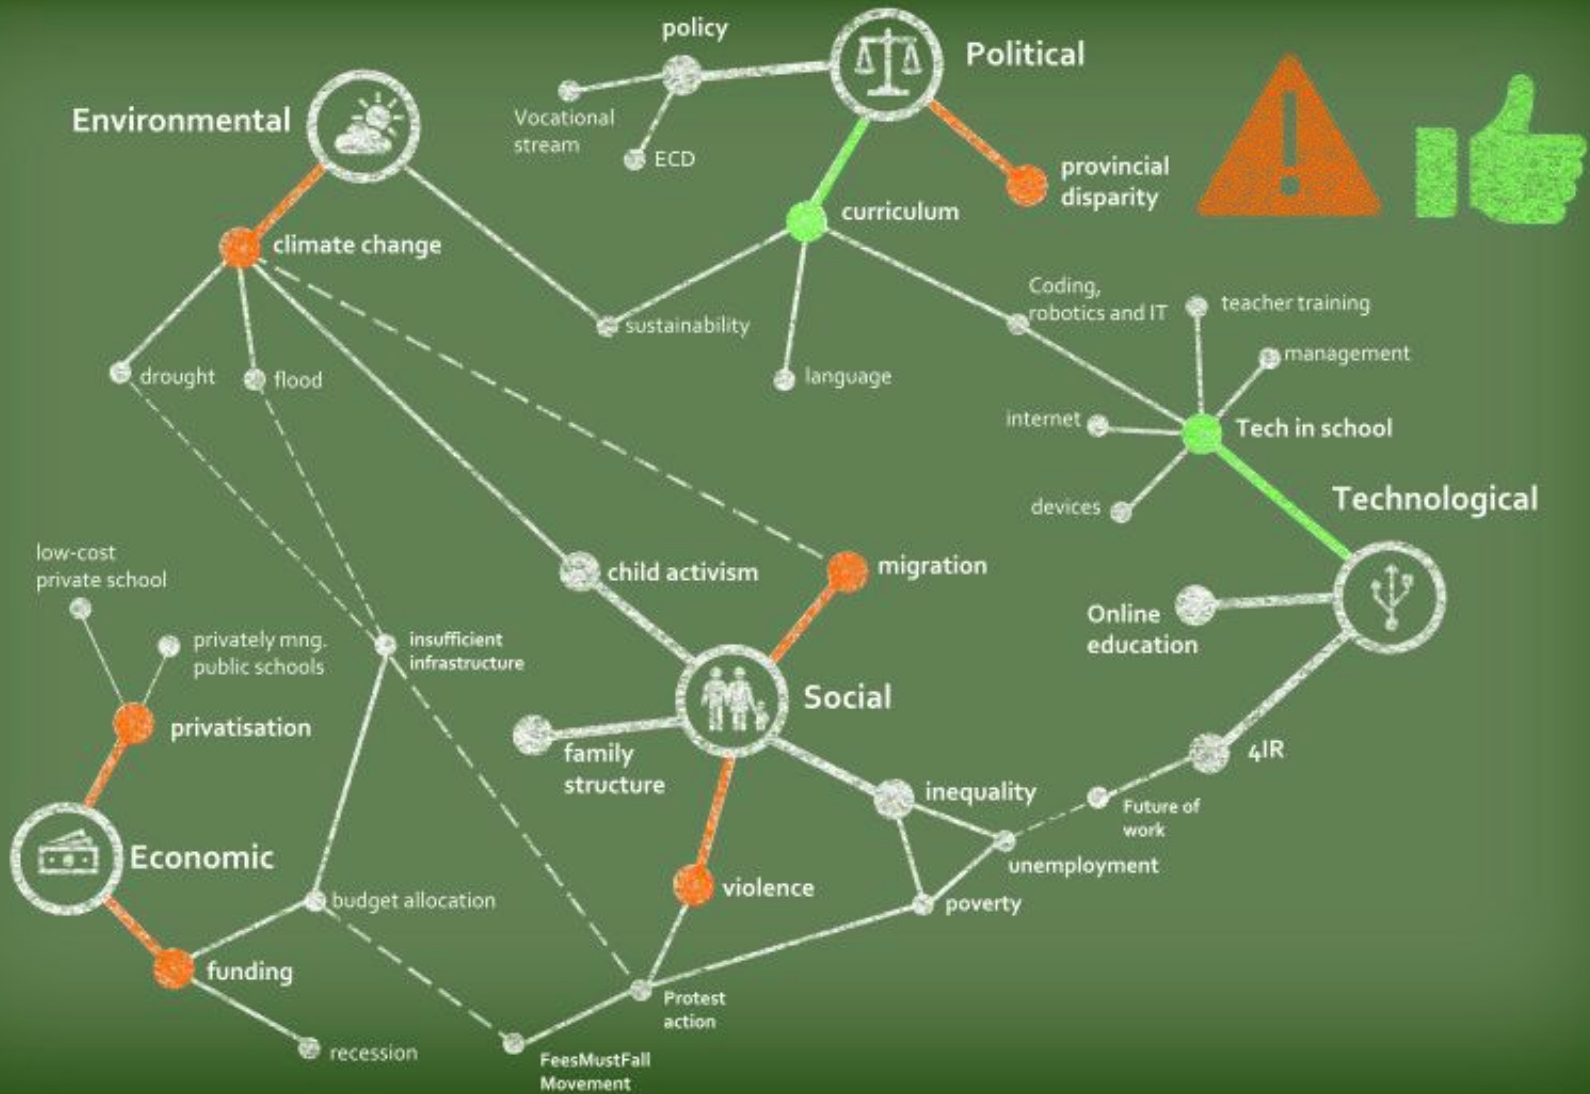 policy
Political
Environmental
Vocational
stream
ECD
provincial
disparity
curriculum
climate change
Coding,
robotics and IT
teacher training
sustainability
management
drought
flood
language
internet
Tech in school
devices
Technological
low-cost
private school
child activism
migration
Online
education
privately mng.
public schools
insufficient
infrastructure
privatisation
Social
family
structure
4IR
inequality
Future of
work
Economic
unemployment
violence
budget allocation
poverty
funding
Protest
action
recession
FeesMustFall
Movement